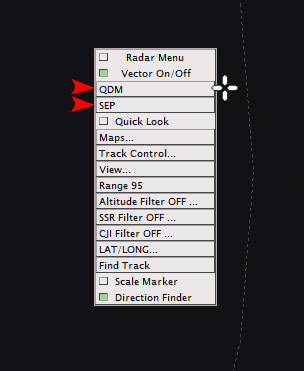 Radar Menu
Vector On/Off
QDM
SEP
Quick Look
Maps...
Track Control...
View...
Range 95
Altitude Filter OFF ...
SSR Filter OFF ...
CJI Filter OFF ...
LAT/LONG...
Find Track
Scale Marker
Direction Finder